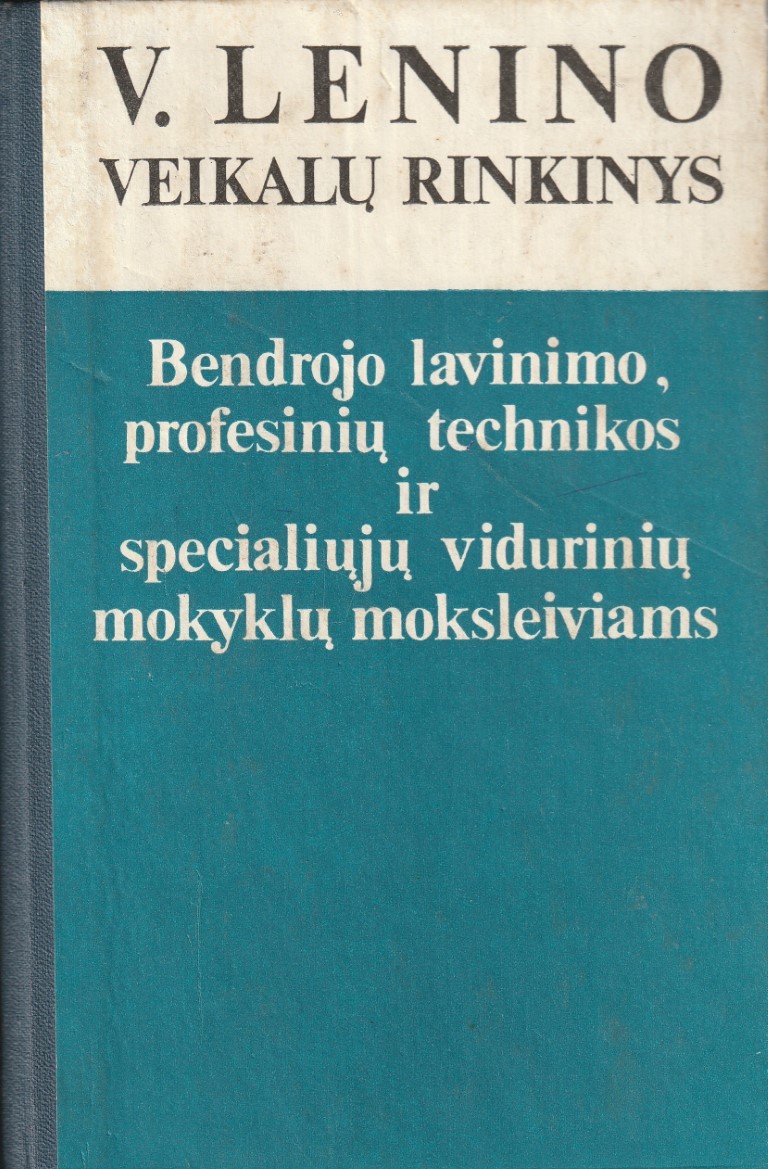 V. LENINO
VEIKALŲ RINKINYS
Bendrojo lavinimo,
profesinių technikos
ir
specialiųjų vidurinių
mokyklų moksleiviams